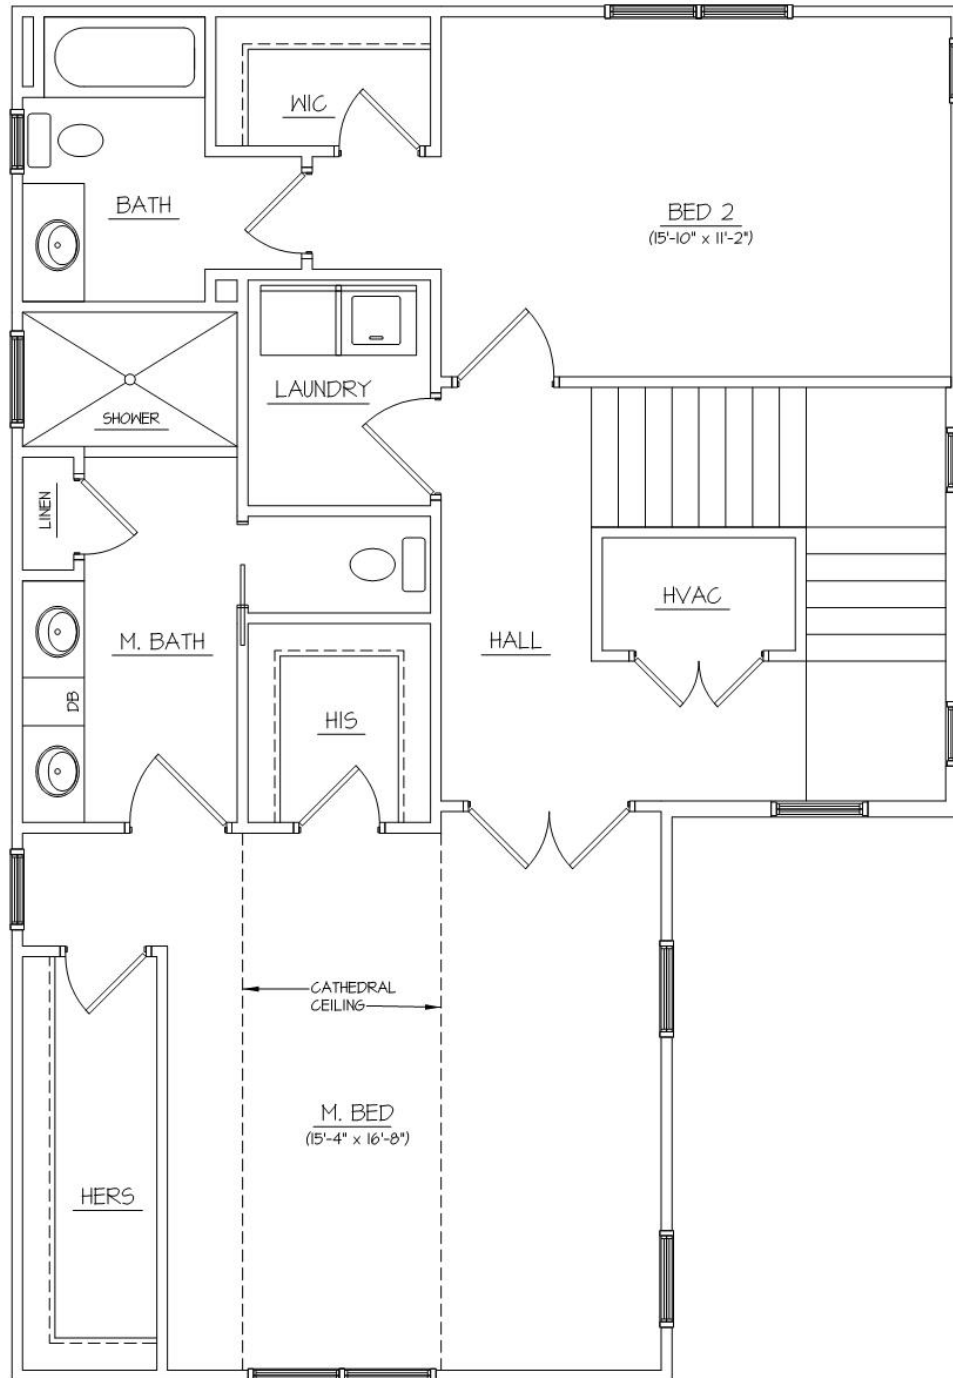 WIC
BATH
BED 2
(15'-10" x 11'-2")
LAUNDRY
SHOWER
LINEN
HVAC
M. BATH
HALL
DB
HIS
CATHEDRAL
CEILING
M. BED
(15'-4" x 16'-8")
HERS